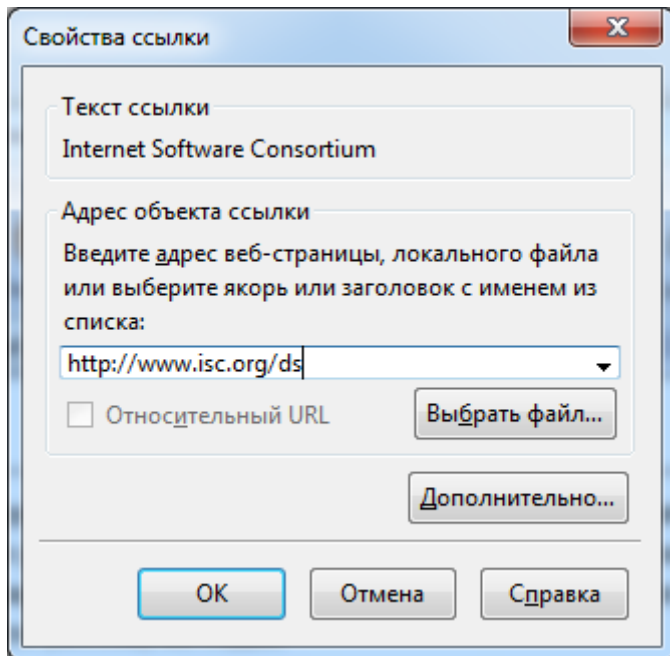 Свойства ссылки
Текст ссылки
Internet Software Consortium
Адрес объекта ссылки
Введите адрес веб-страницы, локального файла
или выберите якорь или заголовок с именем из
списка:
http://www.isc.org/ds
Относительный URL
Выбрать файл...
Дополнительно...
OK
Отмена
Справка